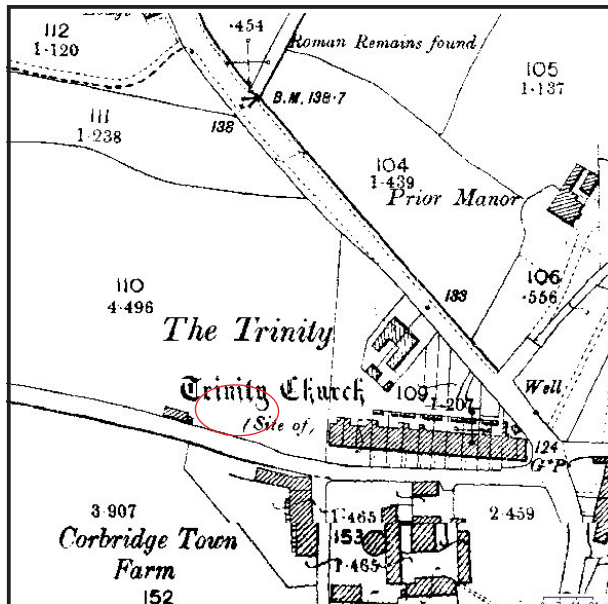 .454
112
1.120
Roman Remains found
105
1.137
B.M. 138.7
138
111
1.238
104
1.439
Prior Manor
110
4.496
133
106
.556
The Trinity
Trinity Church
(Site of)
109
1.207
Well
124
G.P.
3.907
1.465
2.459
153
1.465
Corbridge Town
Farm
152